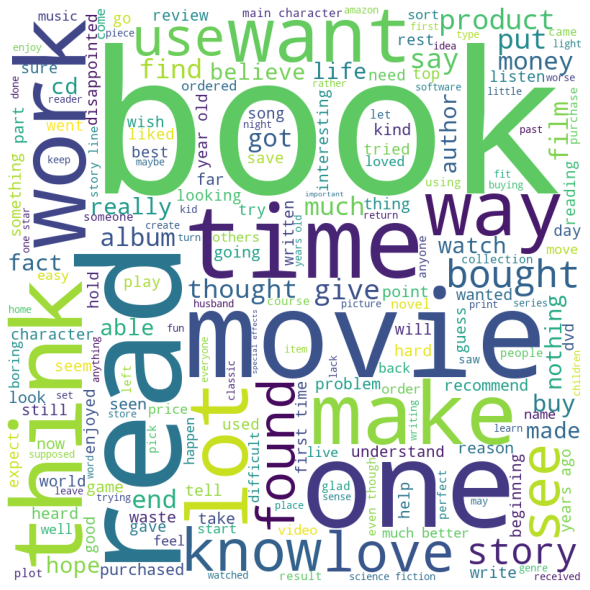 music
main character
amazon
come
go
review
sort
first
idea
type
came
light
enjoy
piece
done
reader
work
disappointed
sure
cd
use
want
rest
rather
software
worse
little
product
put
say
money
find
believe
life
need
top
listen
part
went
ordered
book
let
song
night
maybe
wish
liked
best
got
kind
save
tried
loved
author
film
past
purchase
something
story line
keep
year old
far
interesting
important
using
fit
buying
reading
one star
someone
really
looking
kid
return
much
thing
time
way
day
create
try
written
years old
anyone
album
turn
others
going
watch
collection
move
fact
easy
hold
play
thought
give
point
bought
think
read
able
husband
course
picture
novel
wanted
print
series
home
fun
character
anything
seem
left
everyone
special effects
will
guess
saw
people
dvd
nothing
children
boring
look
set
seen
store
classic
movie
item
lack
hard
back
still
enjoyed
price
problem
order
recommend
expect
now
supposed
word
pick
happen
lot
used
found
first time
make
writing
learn
buy
made
name
world
leave
trying
game
live
understand
reason
see
heard
end
tell
difficult
glad
sense
even though
one
beginning
years ago
well
good
waste
gave
take
start
place
help
perfect
may
hope
feel
video
much better
plot
purchased
know
love
story
write
genre
received
watched
result
science fiction